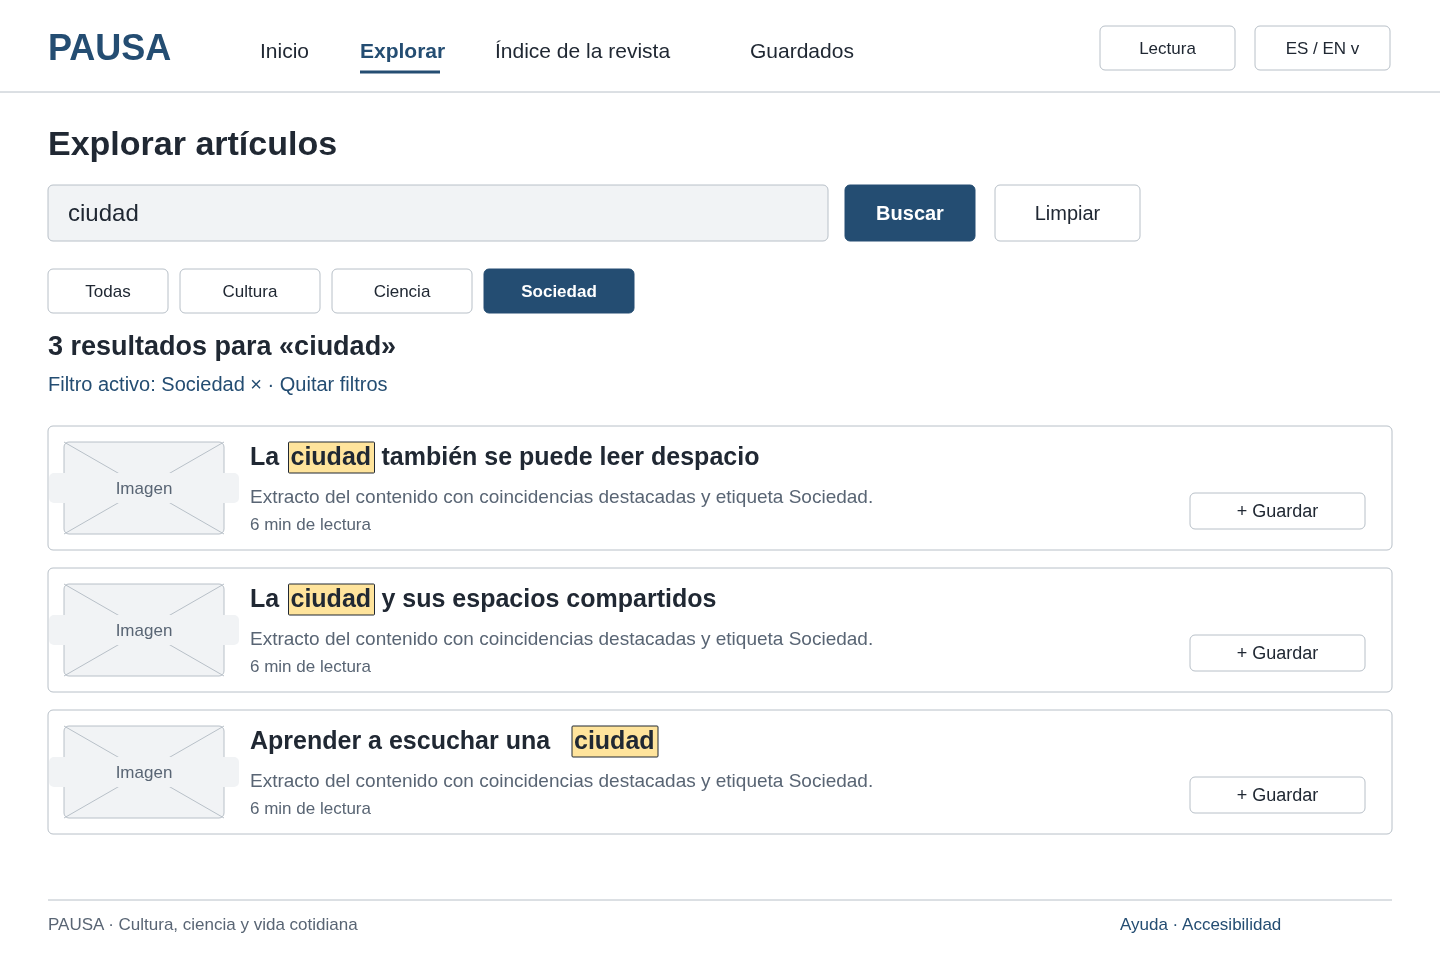 PAUSA Inicio Explorar Índice de la revista Guardados Lectura ES / EN v
Explorar artículos
ciudad Buscar Limpiar
Todas Cultura Ciencia Sociedad
3 resultados para «ciudad»
Filtro activo: Sociedad × · Quitar filtros
Imagen
La ciudad también se puede leer despacio
Extracto del contenido con coincidencias destacadas y etiqueta Sociedad.
6 min de lectura
+ Guardar
Imagen
La ciudad y sus espacios compartidos
Extracto del contenido con coincidencias destacadas y etiqueta Sociedad.
6 min de lectura
+ Guardar
Imagen
Aprender a escuchar una ciudad
Extracto del contenido con coincidencias destacadas y etiqueta Sociedad.
6 min de lectura
+ Guardar
PAUSA · Cultura, ciencia y vida cotidiana Ayuda · Accesibilidad